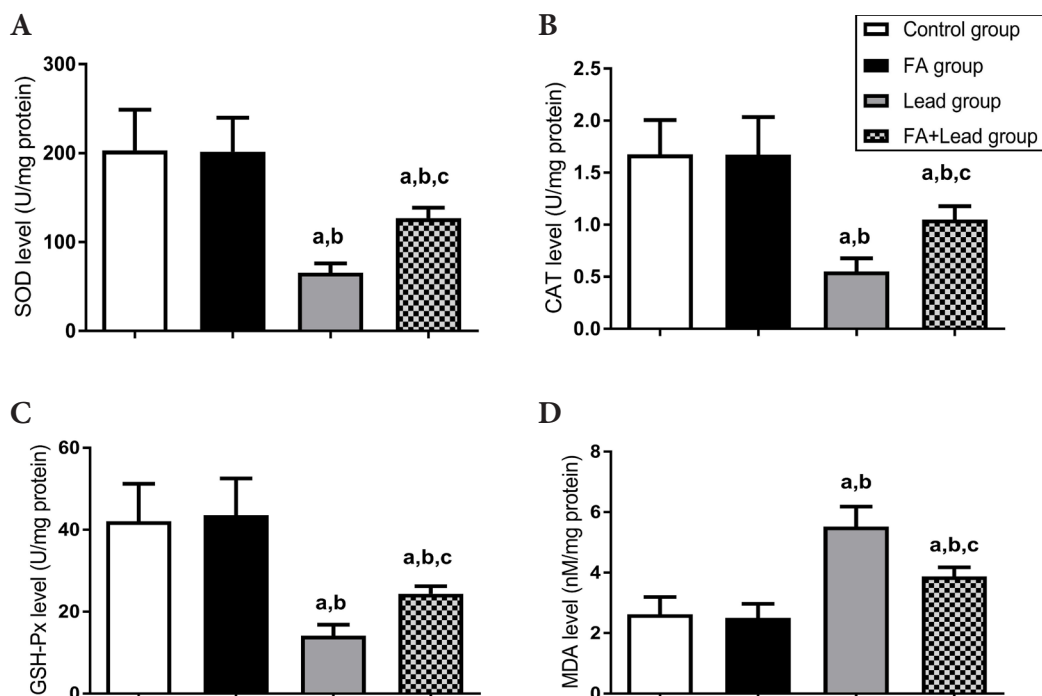 A
SOD level (U/mg protein)
300
200
100
0
a,b
a,b,c
B
CAT level (U/mg protein)
2.5
2.0
1.5
1.0
0.5
0.0
a,b
a,b,c
Control group
FA group
Lead group
FA+Lead group
C
GSH-Px level (U/mg protein)
60
40
20
0
a,b
a,b,c
D
MDA level (nM/mg protein)
8
6
4
2
0
a,b
a,b,c